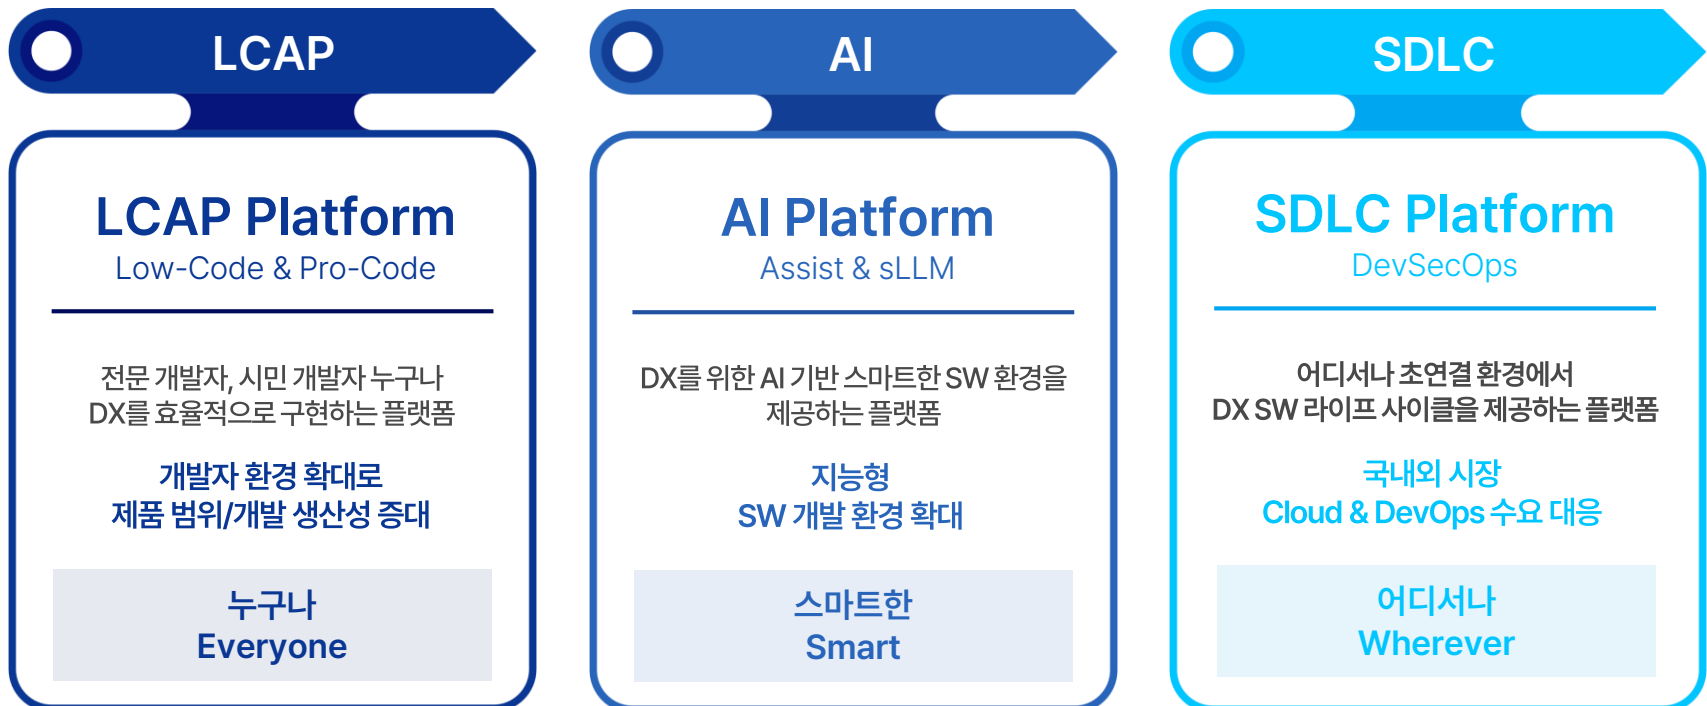 LCAP
LCAP Platform
Low-Code & Pro-Code
전문 개발자, 시민 개발자 누구나
DX를 효율적으로 구현하는 플랫폼
개발자 환경 확대로
제품 범위/개발 생산성 증대
누구나
Everyone
AI
AI Platform
Assist & sLLM
DX를 위한 AI 기반 스마트한 SW 환경을
제공하는 플랫폼
지능형
SW 개발 환경 확대
스마트한
Smart
SDLC
SDLC Platform
DevSecOps
어디서나 초연결 환경에서
DX SW 라이프 사이클을 제공하는 플랫폼
국내외 시장
Cloud & DevOps 수요 대응
어디서나
Wherever